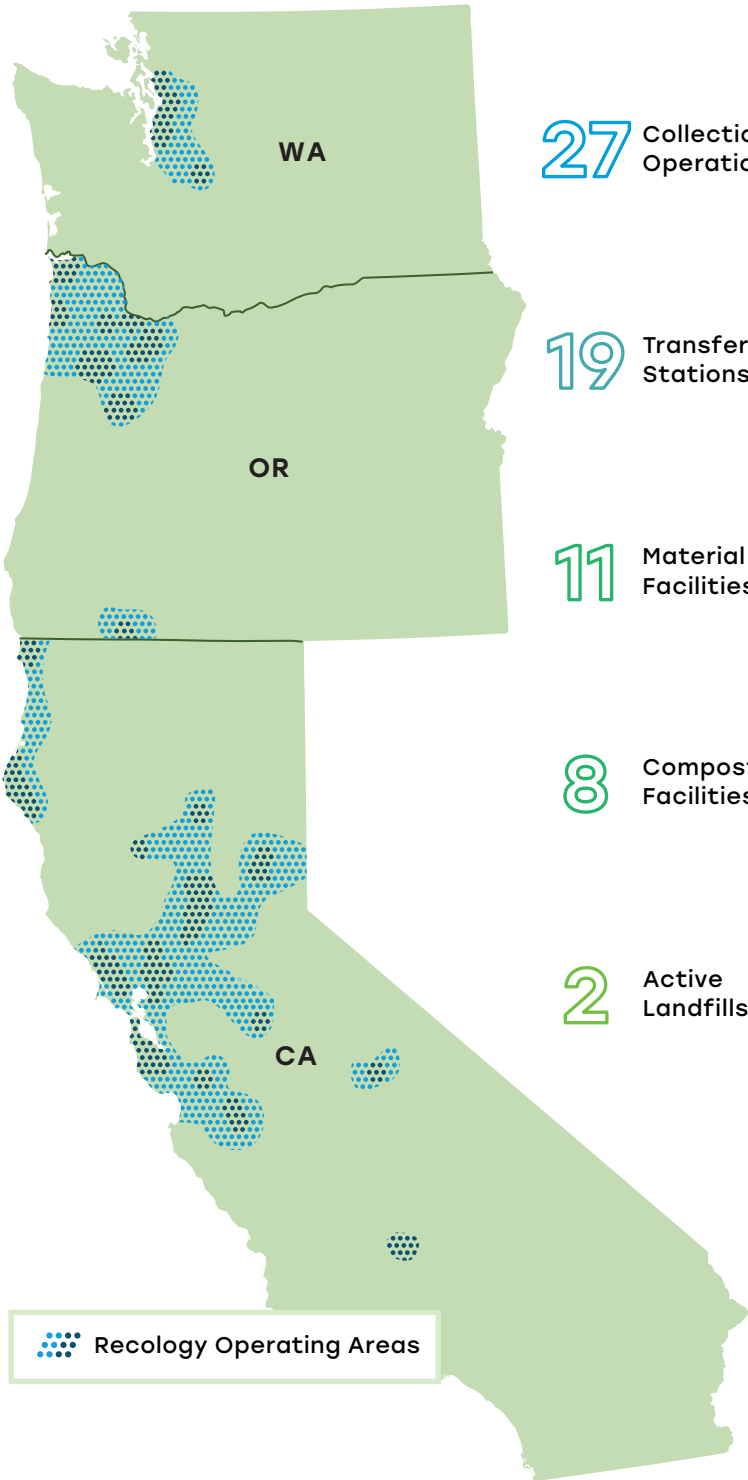 WA
27
Collectio
Operatio
19
Transfer
Stations
OR
11
Material
Facilities
8
Compost
Facilities
2
Active
Landfills
CA
Recology Operating Areas